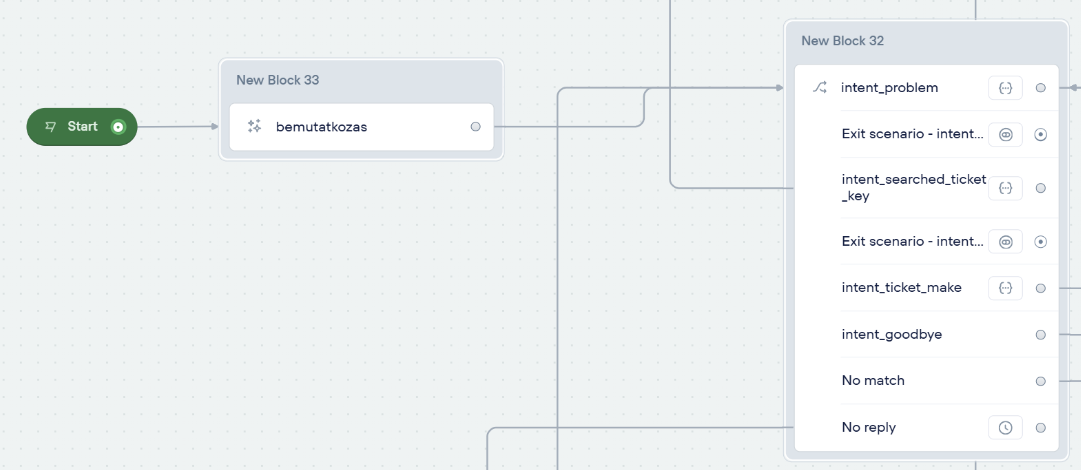 New Block 32
New Block 33
intent_problem
Start
bemutatkozas
Exit scenario - intent...
intent_searched_ticket
_key
Exit scenario - intent...
intent_ticket_make
intent_goodbye
No match
No reply